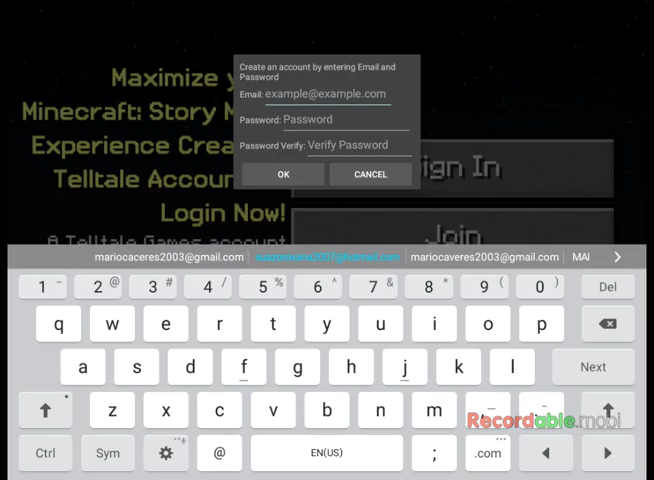 Create an account by entering Email and
Password
Email: example@example.com
Password: Password
Password Verify: Verify Password
OK CANCEL
Maximize
Minecraft: Story M
Experience Crea
Telltale Accoun
Login Now!
A Telltale Games account
Sign In
Join
mariocaceres2003@gmail.com mariocaveres2003@gmail.com MAI
1 - 2 @ 3 # 4 / 5 % 6 ^ 7 & 8 * 9 ( 0 ) Del
q w e r t y u i o p
a s d f g h j k l Next
z x c v b n m
Recordable.mobi
Ctrl Sym @ EN(US) ; .com